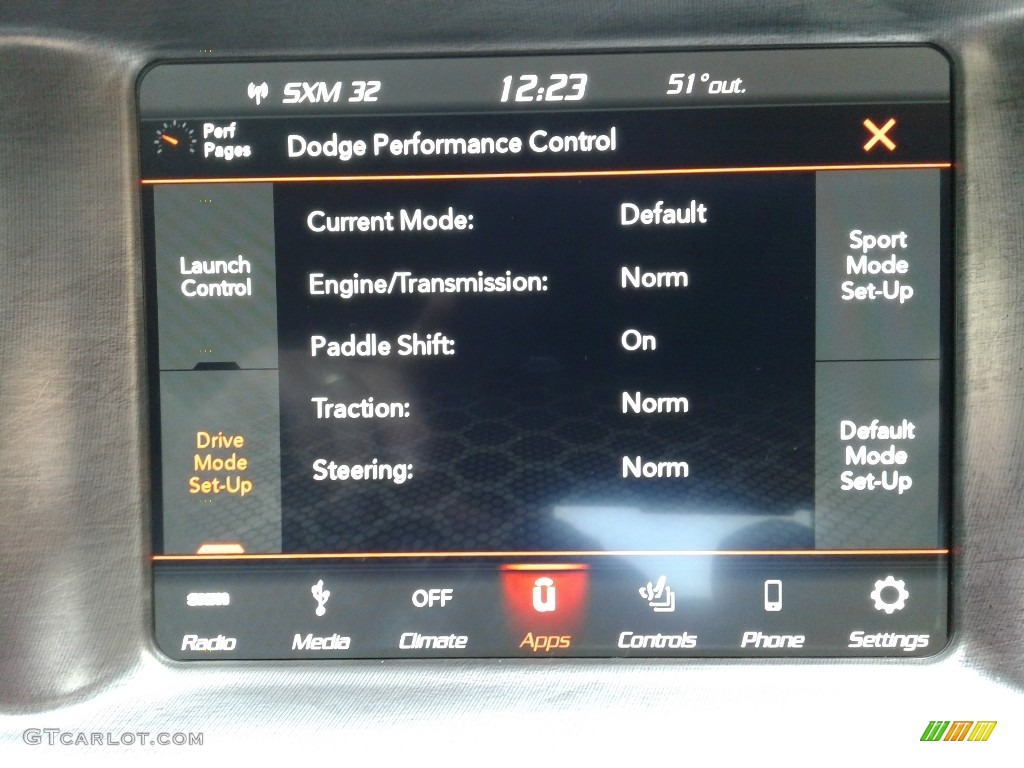 SXM 32 12:23 51°out.
Perf
Pages
Dodge Performance Control
Launch
Control
Drive
Mode
Set-Up
Current Mode: Default
Engine/Transmission: Norm
Paddle Shift: On
Traction: Norm
Steering: Norm
Sport
Mode
Set-Up
Default
Mode
Set-Up
OFF
Radio Media Climate Apps Controls Phone Settings
GTCARLOT.COM